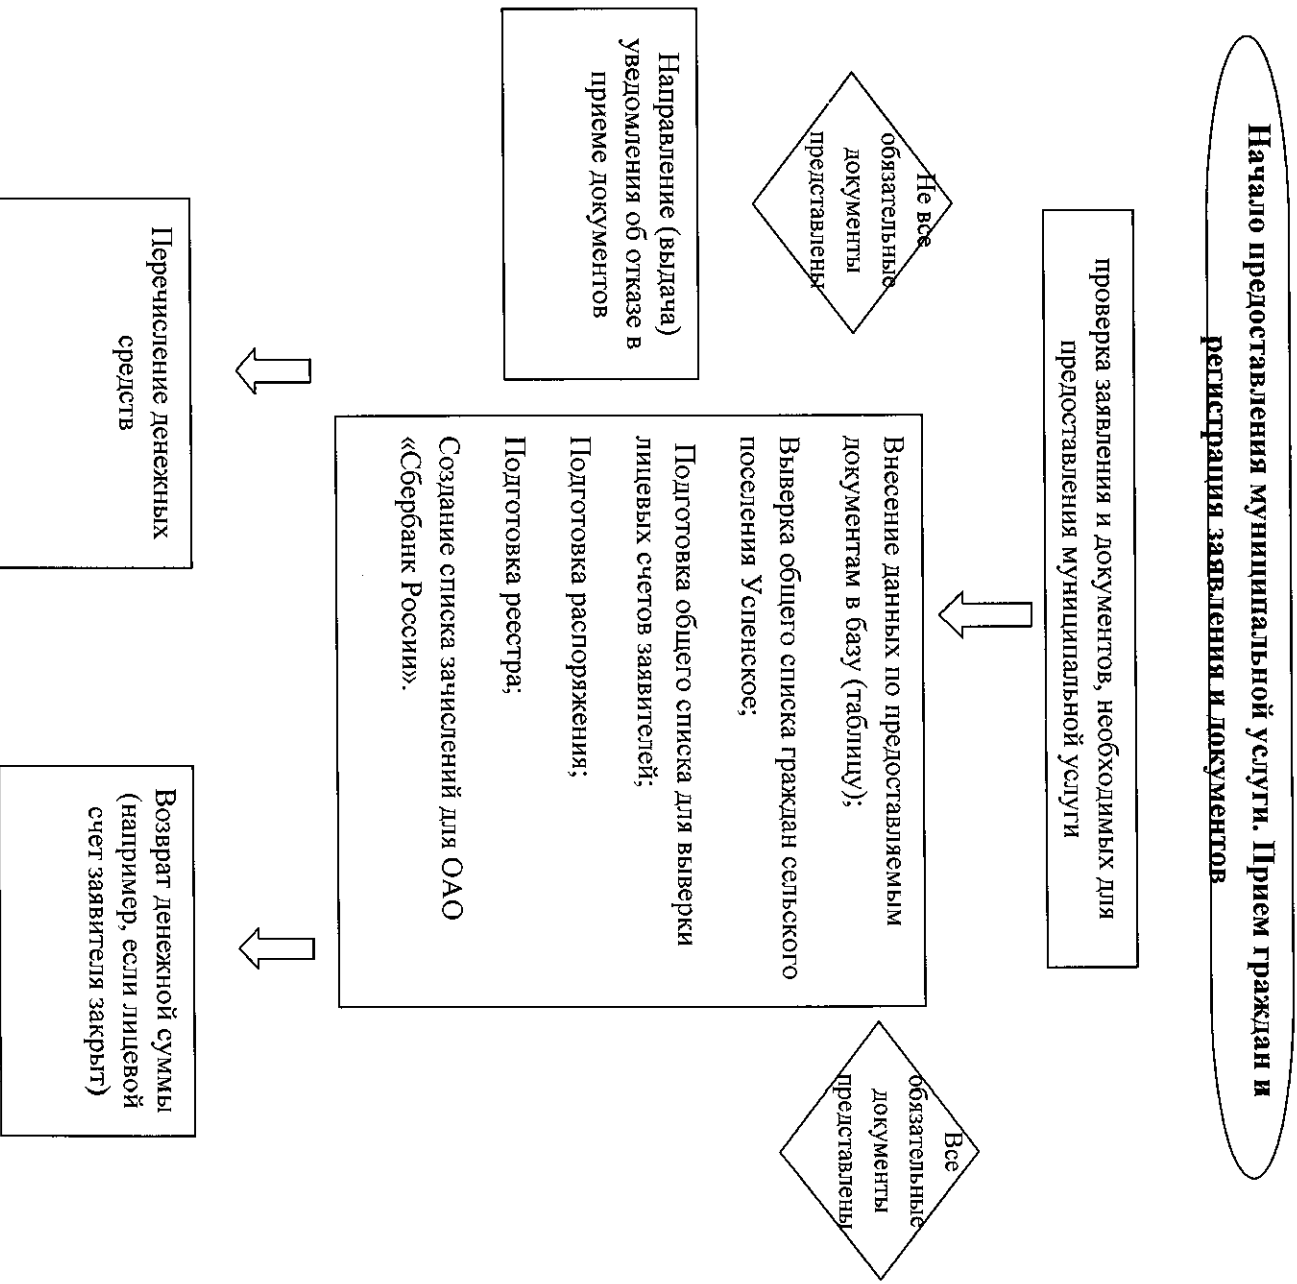 Начало предоставления муниципальной услуги. Прием граждан и
регистрация заявления и документов
проверка заявления и документов, необходимых для
предоставления муниципальной услуги
Не все
обязательные
документы
представлены
Все
обязательные
документы
представлены
Направление (выдача)
уведомления об отказе в
приеме документов
Внесение данных по предоставляемым
документам в базу (таблицу);
Выверка общего списка граждан сельского
поселения Успенское;
Подготовка общего списка для выверки
лицевых счетов заявителей;
Подготовка распоряжения;
Подготовка реестра;
Создание списка зачислений для ОАО
«Сбербанк России».
Перечисление денежных
средств
Возврат денежной суммы
(например, если лицевой
счет заявителя закрыт)